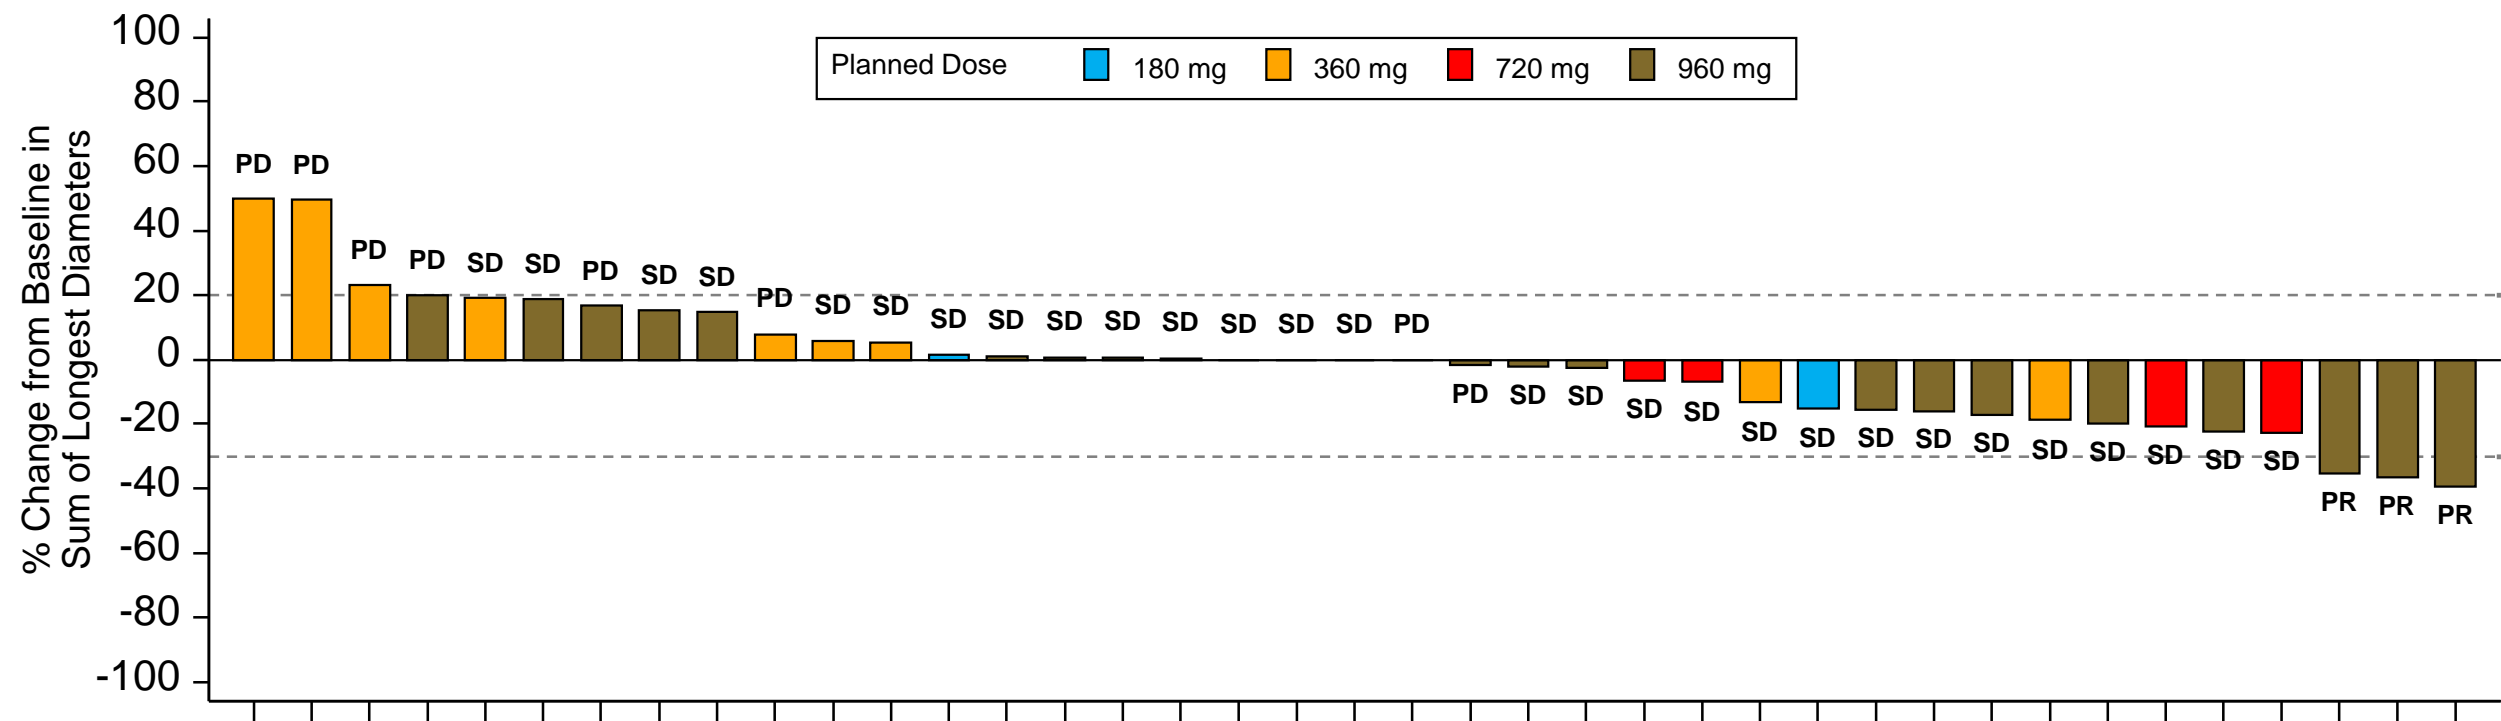 % Change from Baseline in
Sum of Longest Diameters
100
80
60
40
20
0
-20
-40
-60
-80
-100
Planned Dose 180 mg 360 mg 720 mg 960 mg
PD PD PD PD SD SD PD SD SD PD SD SD SD SD SD SD SD SD SD SD PD
PD SD SD SD SD SD SD SD SD SD SD SD SD SD SD PR PR PR